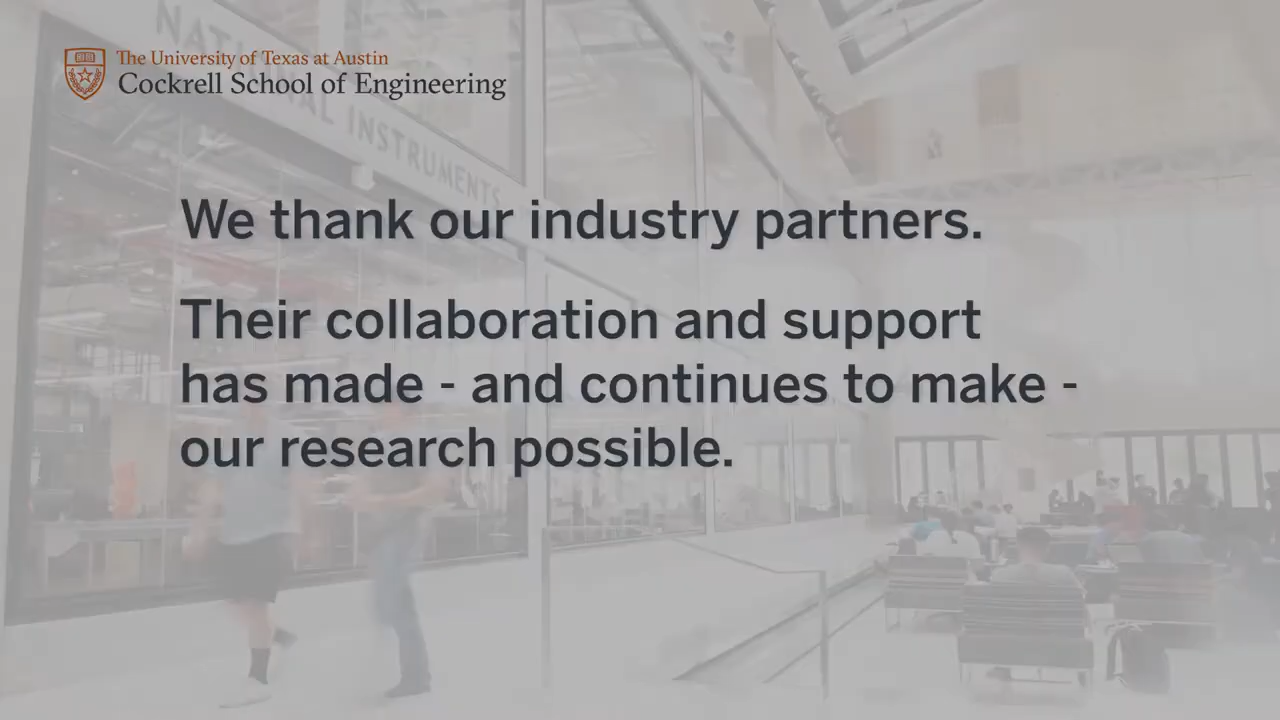 The University of Texas at Austin
Cockrell School of Engineering
NATIONAL INSTRUMENTS
We thank our industry partners.
Their collaboration and support
has made - and continues to make -
our research possible.